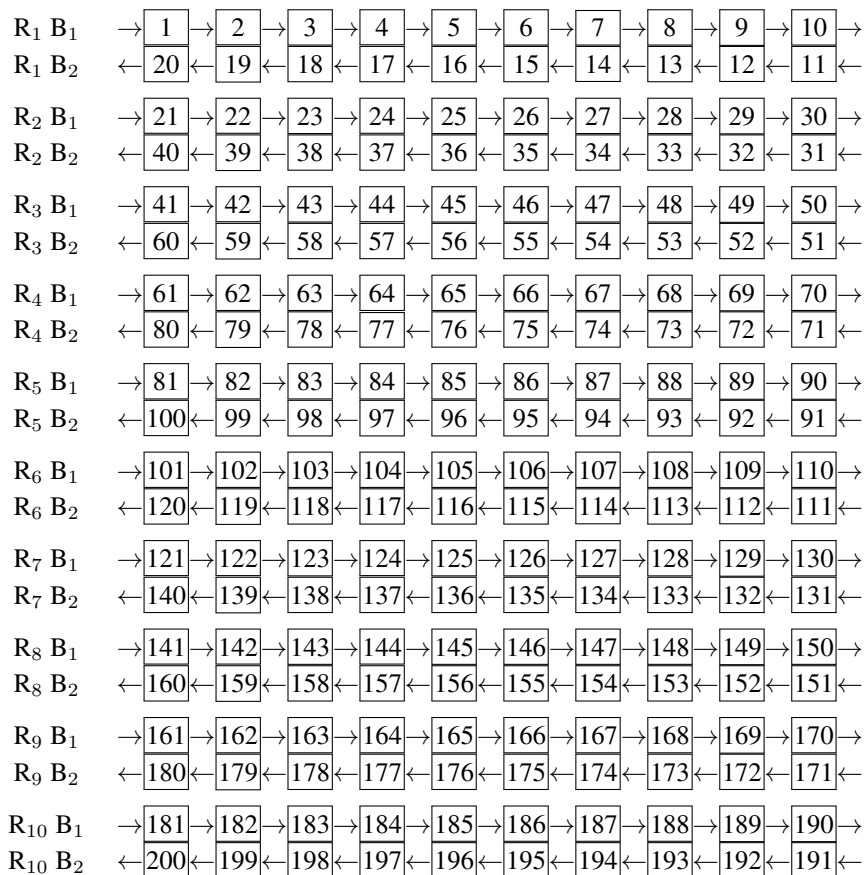 R₁ B₁ →1→2→3→4→5→6→7→8→9→10→
R₁ B₂ ←20←19←18←17←16←15←14←13←12←11←
R₂ B₁ →21→22→23→24→25→26→27→28→29→30→
R₂ B₂ ←40←39←38←37←36←35←34←33←32←31←
R₃ B₁ →41→42→43→44→45→46→47→48→49→50→
R₃ B₂ ←60←59←58←57←56←55←54←53←52←51←
R₄ B₁ →61→62→63→64→65→66→67→68→69→70→
R₄ B₂ ←80←79←78←77←76←75←74←73←72←71←
R₅ B₁ →81→82→83→84→85→86→87→88→89→90→
R₅ B₂ ←100←99←98←97←96←95←94←93←92←91←
R₆ B₁ →101→102→103→104→105→106→107→108→109→110→
R₆ B₂ ←120←119←118←117←116←115←114←113←112←111←
R₇ B₁ →121→122→123→124→125→126→127→128→129→130→
R₇ B₂ ←140←139←138←137←136←135←134←133←132←131←
R₈ B₁ →141→142→143→144→145→146→147→148→149→150→
R₈ B₂ ←160←159←158←157←156←155←154←153←152←151←
R₉ B₁ →161→162→163→164→165→166→167→168→169→170→
R₉ B₂ ←180←179←178←177←176←175←174←173←172←171←
R₁₀ B₁ →181→182→183→184→185→186→187→188→189→190→
R₁₀ B₂ ←200←199←198←197←196←195←194←193←192←191←